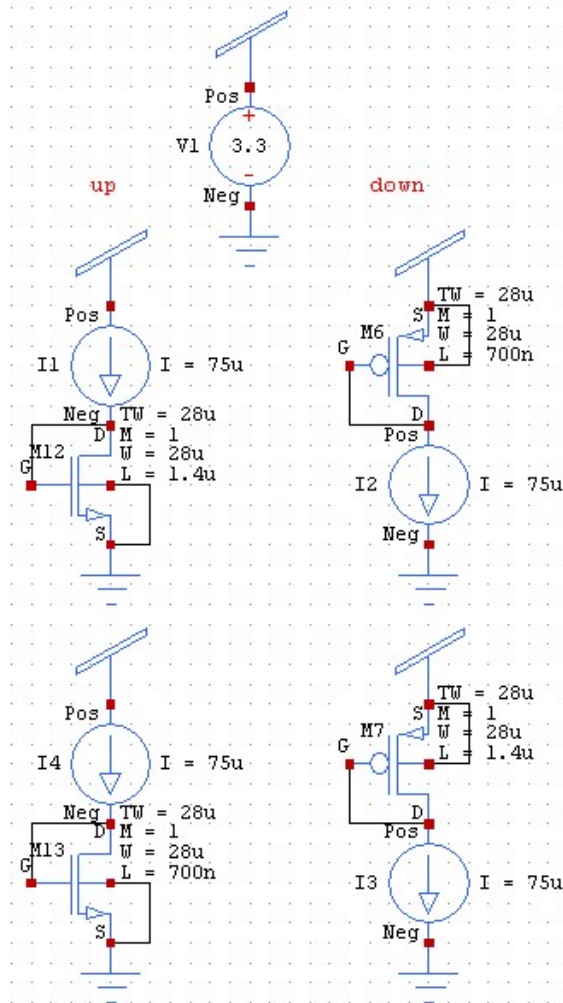 Pos
+
V1 3.3
-
Neg
up
down
Pos
I1 I = 75u
Neg
TW = 28u
D
M = 1
M12
W = 28u
G
L = 1.4u
S
TW = 28u
S
M = 1
M6
W = 28u
G
L = 700n
D
Pos
I2 I = 75u
Neg
Pos
I4 I = 75u
Neg
TW = 28u
D
M = 1
M13
W = 28u
G
L = 700n
S
TW = 28u
S
M = 1
M7
W = 28u
G
L = 1.4u
D
Pos
I3 I = 75u
Neg